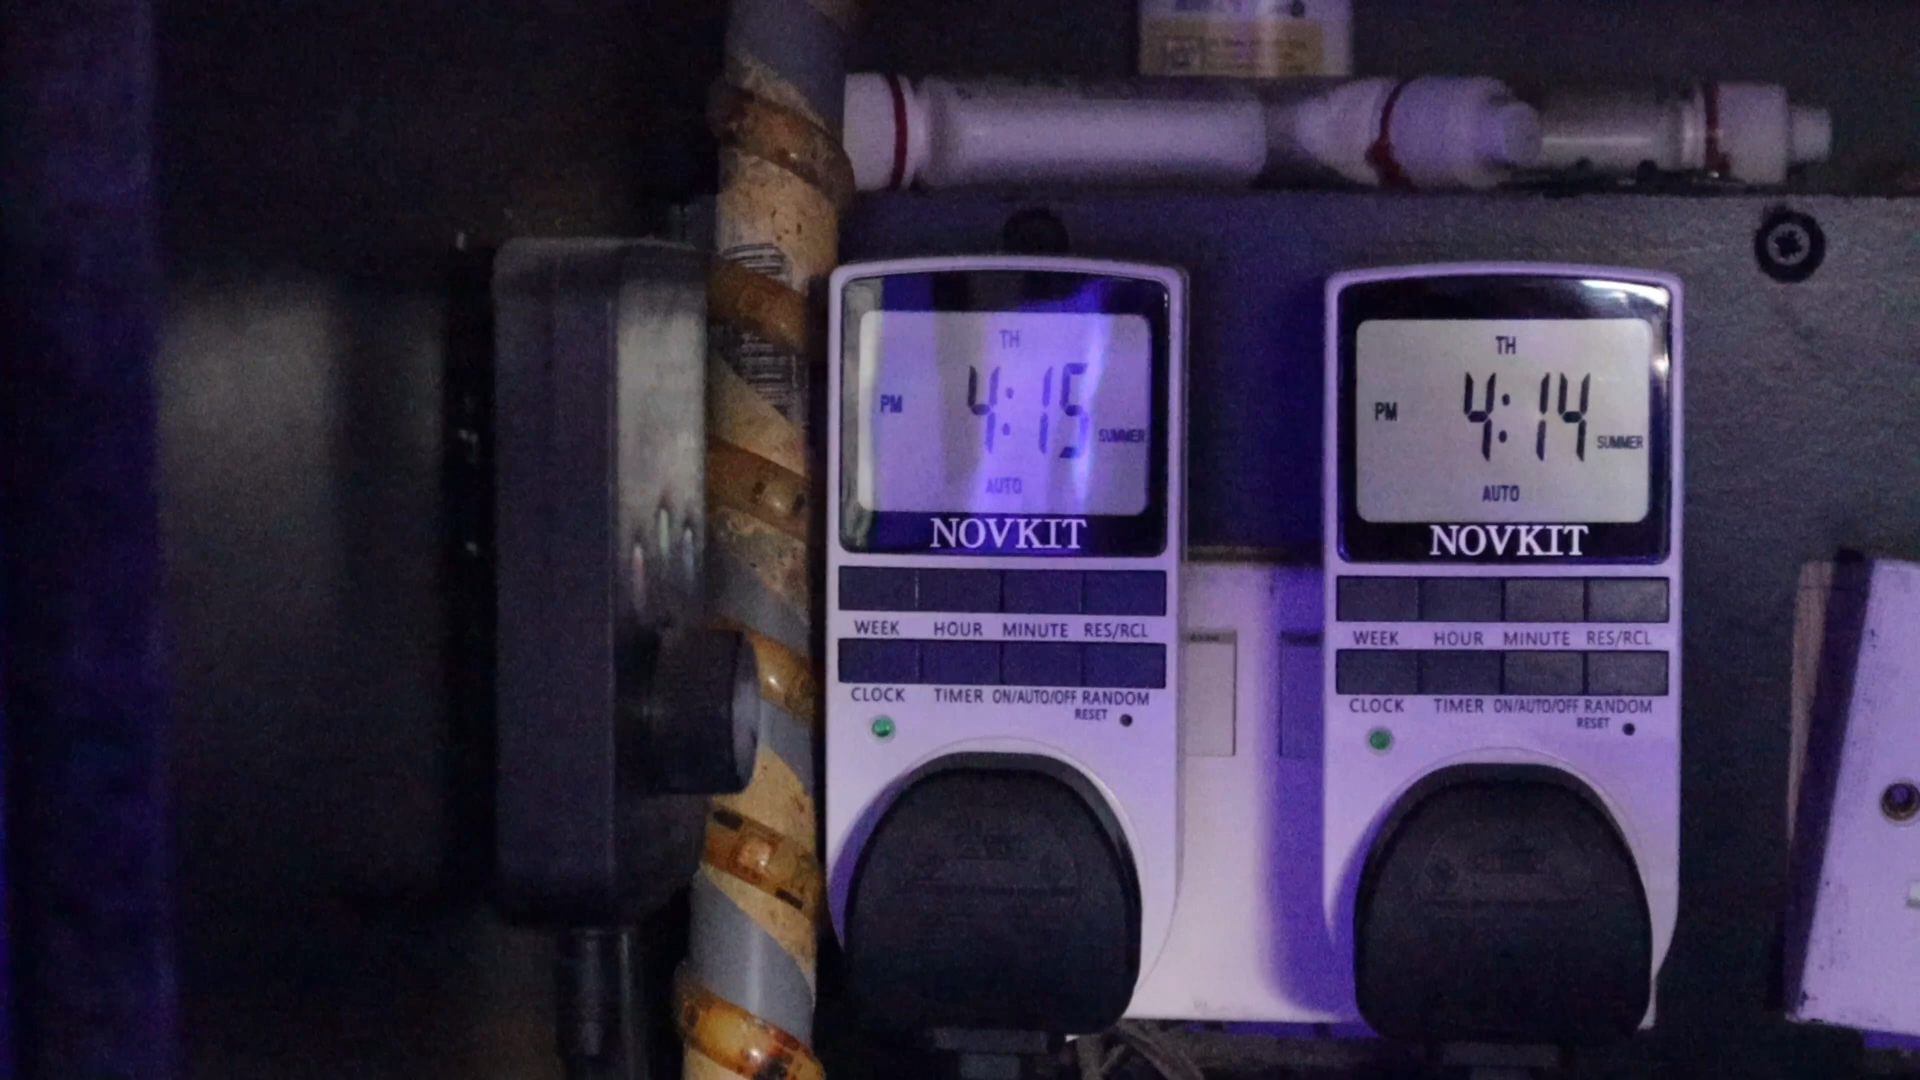 TH
PM 4:15 SUMMER
AUTO
NOVKIT
WEEK HOUR MINUTE RES/RCL
CLOCK TIMER ON/AUTO/OFF RANDOM
RESET
TH
PM 4:14 SUMMER
AUTO
NOVKIT
WEEK HOUR MINUTE RES/RCL
CLOCK TIMER ON/AUTO/OFF RANDOM
RESET